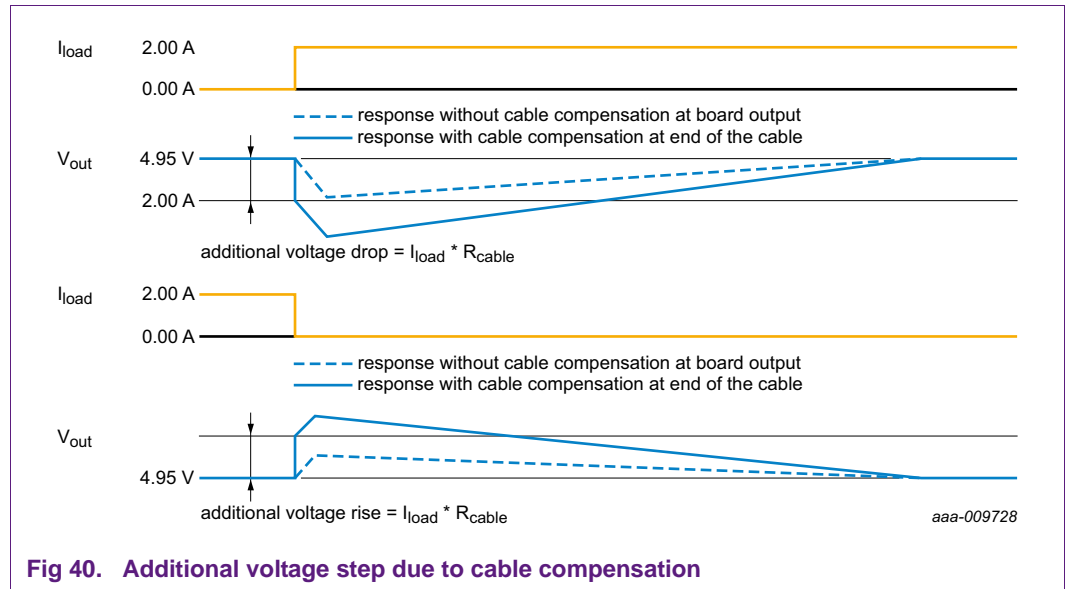 Iload 2.00 A
0.00 A
response without cable compensation at board output
response with cable compensation at end of the cable
Vout 4.95 V
2.00 A
additional voltage drop = Iload * Rcable
Iload 2.00 A
0.00 A
response without cable compensation at board output
response with cable compensation at end of the cable
Vout
4.95 V
additional voltage rise = Iload * Rcable
aaa-009728
Fig 40. Additional voltage step due to cable compensation